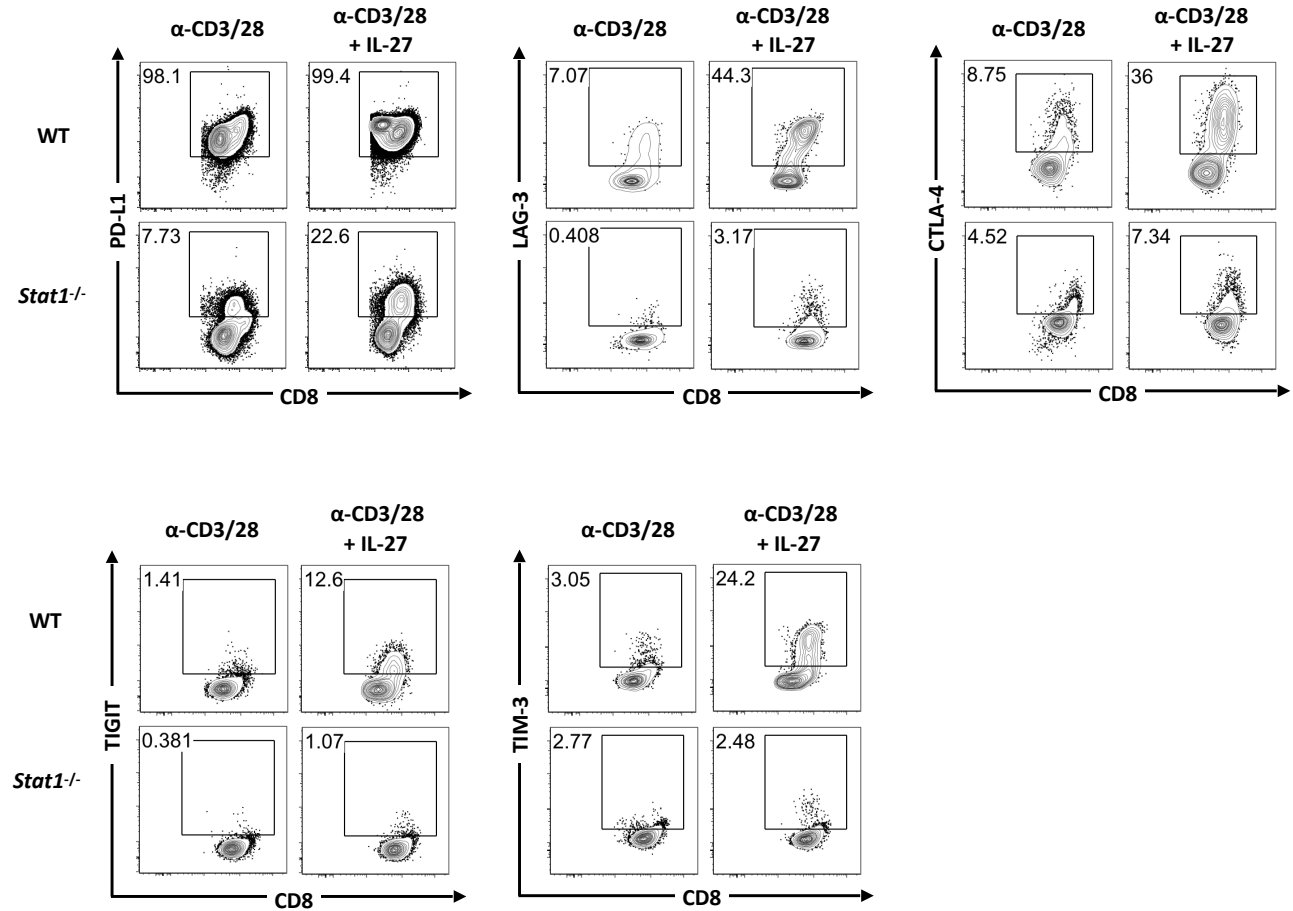 α-CD3/28
α-CD3/28
+ IL-27
α-CD3/28
α-CD3/28
+ IL-27
α-CD3/28
α-CD3/28
+ IL-27
WT
98.1
99.4
7.07
44.3
8.75
36
PD-L1
LAG-3
CTLA-4
Stat1-/-
7.73
22.6
0.408
3.17
4.52
7.34
CD8
CD8
CD8
α-CD3/28
α-CD3/28
+ IL-27
α-CD3/28
α-CD3/28
+ IL-27
WT
1.41
12.6
3.05
24.2
TIGIT
TIM-3
Stat1-/-
0.381
1.07
2.77
2.48
CD8
CD8